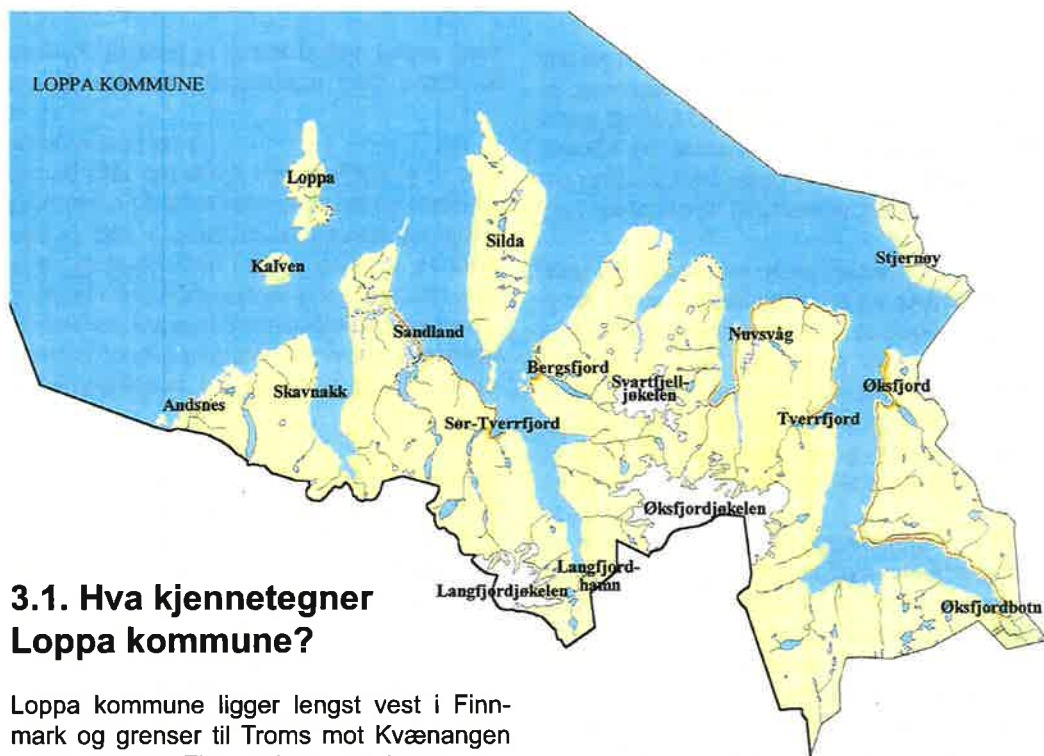 LOPPA KOMMUNE
Loppa
Silda
Kalven
Stjernøy
Sandland
Nuvsvåg
Bergsfjord
Svartfjell-
jøkelen
Øksfjord
Skavnakk
Andsnes
Sør-Tverrfjord
Tverrfjord
Øksfjordjøkelen
Langfjord-
hamn
Langfjordjøkelen
Øksfjordbotn
3.1. Hva kjennetegner
Loppa kommune?
Loppa kommune ligger lengst vest i Finn-
mark og grenser til Troms mot Kvænangen